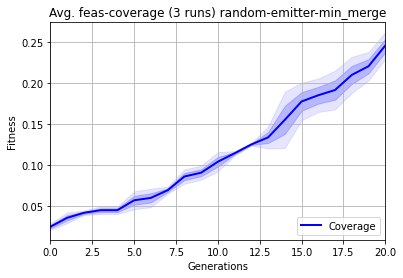 Avg. feas-coverage (3 runs) random-emitter-min_merge
0.25
0.20
0.15
0.10
0.05
Fitness
0.0 2.5 5.0 7.5 10.0 12.5 15.0 17.5 20.0
Generations
Coverage